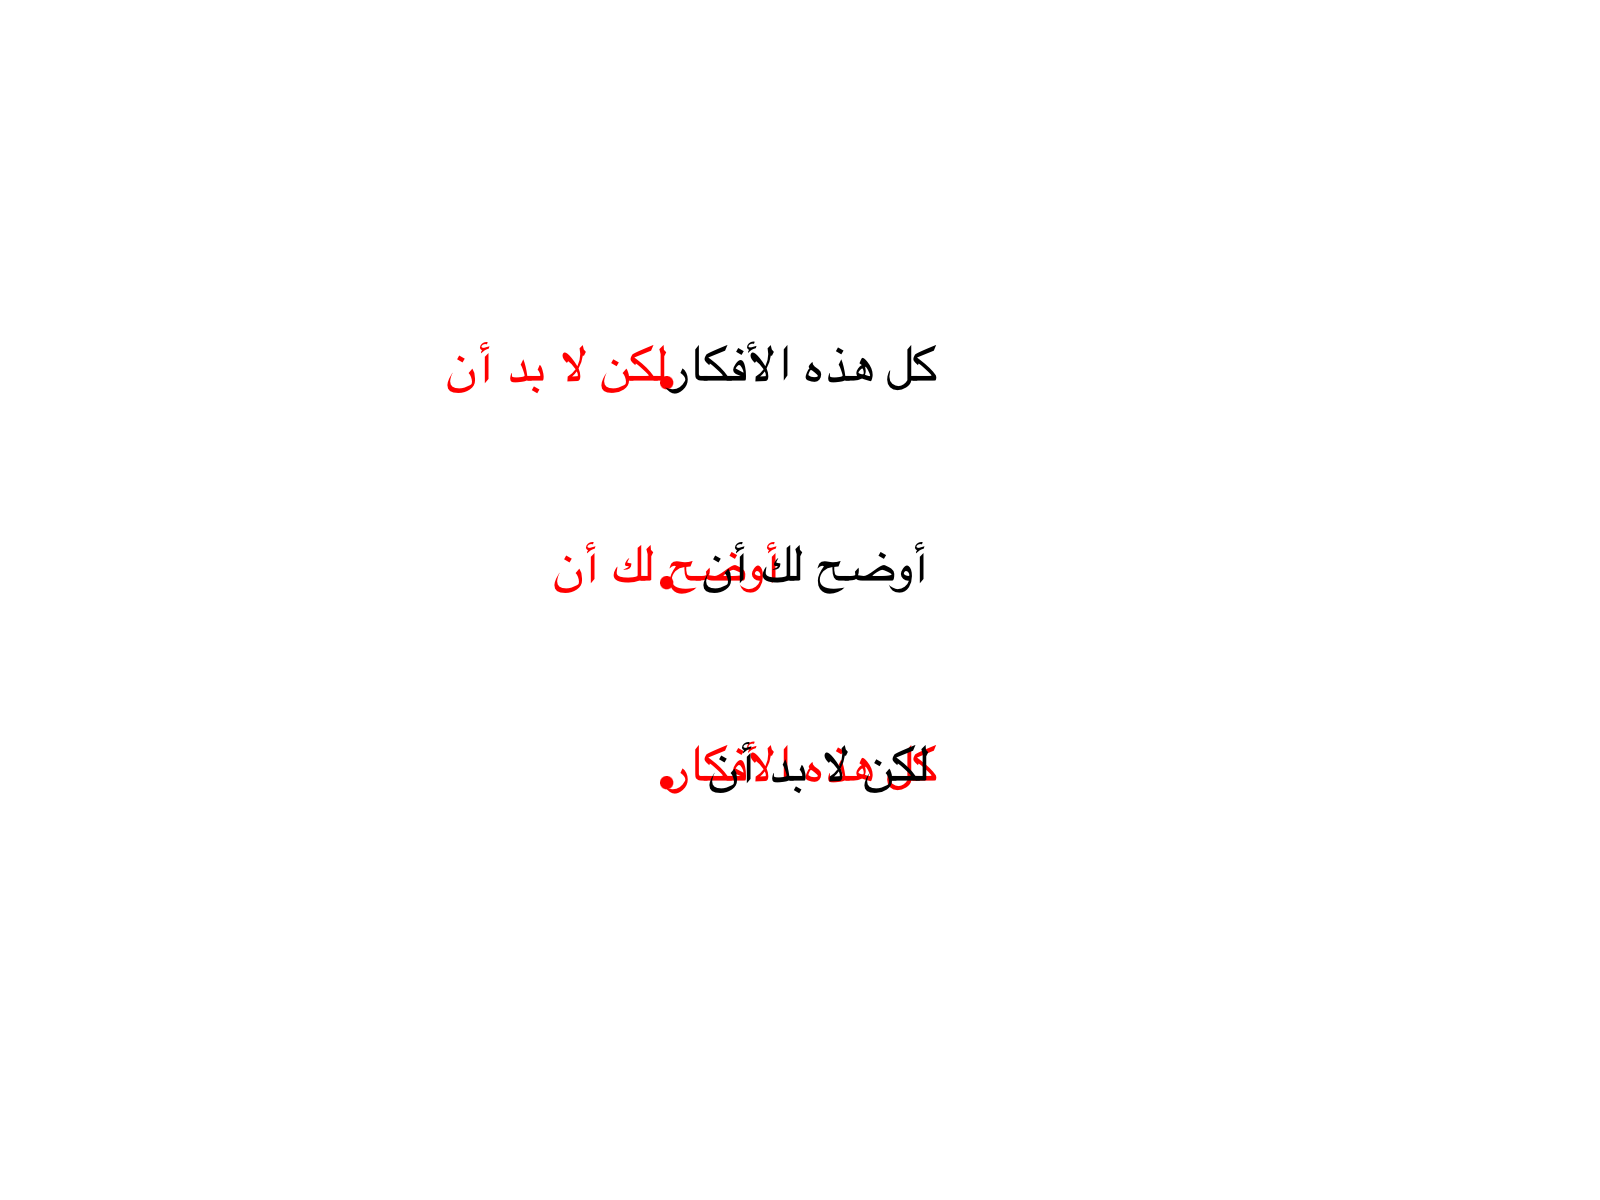 كل هذه الأفكار لكن لا بد أن
أوضح لك أن أوضح لك أن
لكن لا بد أن كل هذه الأفكار